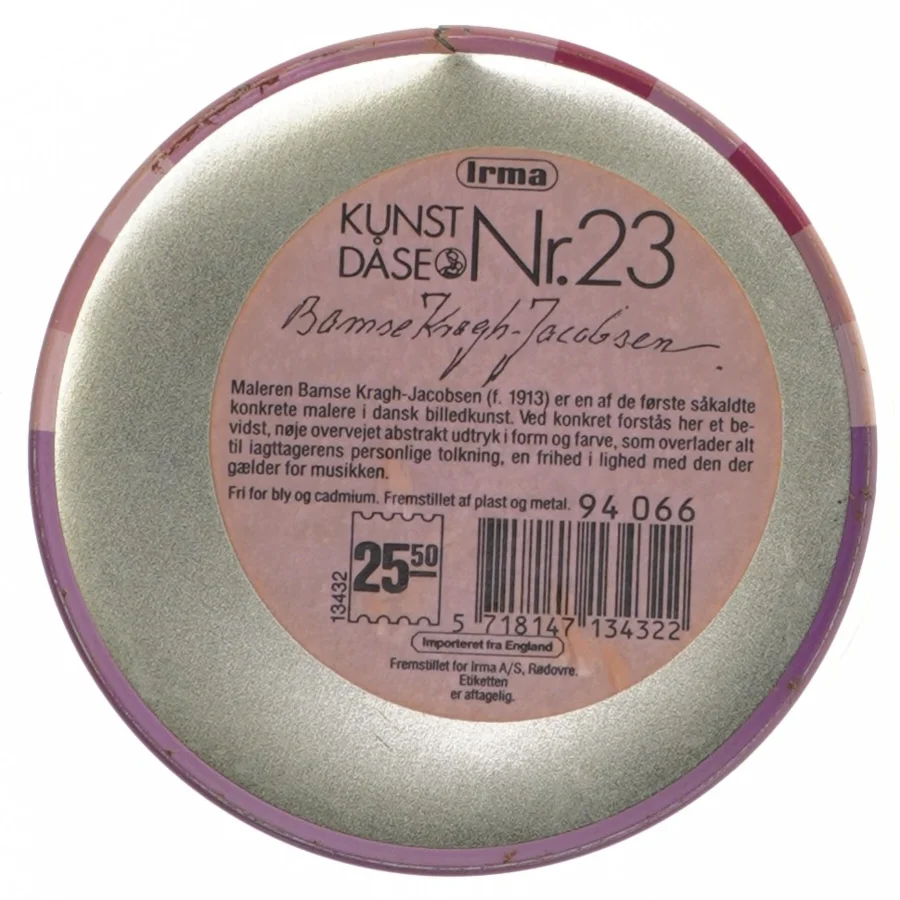 Irma
KUNST
DÅSE Nr.23
Bamse Kragh-Jacobsen
Maleren Bamse Kragh-Jacobsen (f. 1913) er en af de første såkaldte
konkrete malere i dansk billedkunst. Ved konkret forstås her et be-
vidst, nøje overvejet abstrakt udtryk i form og farve, som overlader alt
til iagttagerens personlige tolkning, en frihed i lighed med den der
gælder for musikken.
Fri for bly og cadmium. Fremstillet af plast og metal. 94 066
25 50
13432
5 718147 134322
Importeret fra England
Fremstillet for Irma A/S, Rødovre.
Etiketten
er aftagelig.